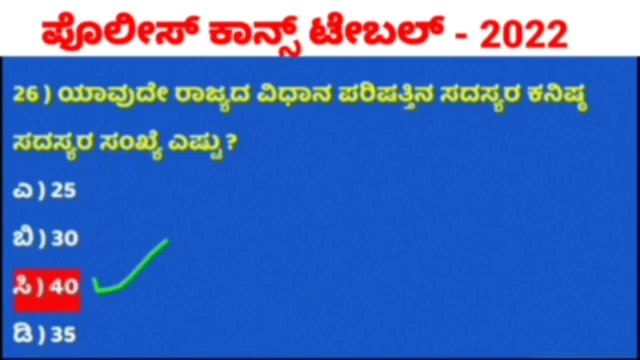 ಪೊಲೀಸ್ ಕಾನ್ಸ್ ಟೇಬಲ್ - 2022
26 ) ಯಾವುದೇ ರಾಜ್ಯದ ವಿಧಾನ ಪರಿಷತ್ತಿನ ಸದಸ್ಯರ ಕನಿಷ್ಠ
ಸದಸ್ಯರ ಸಂಖ್ಯೆ ಎಷ್ಟು ?
ಎ ) 25
ಬಿ ) 30
ಸಿ ) 40
ಡಿ ) 35